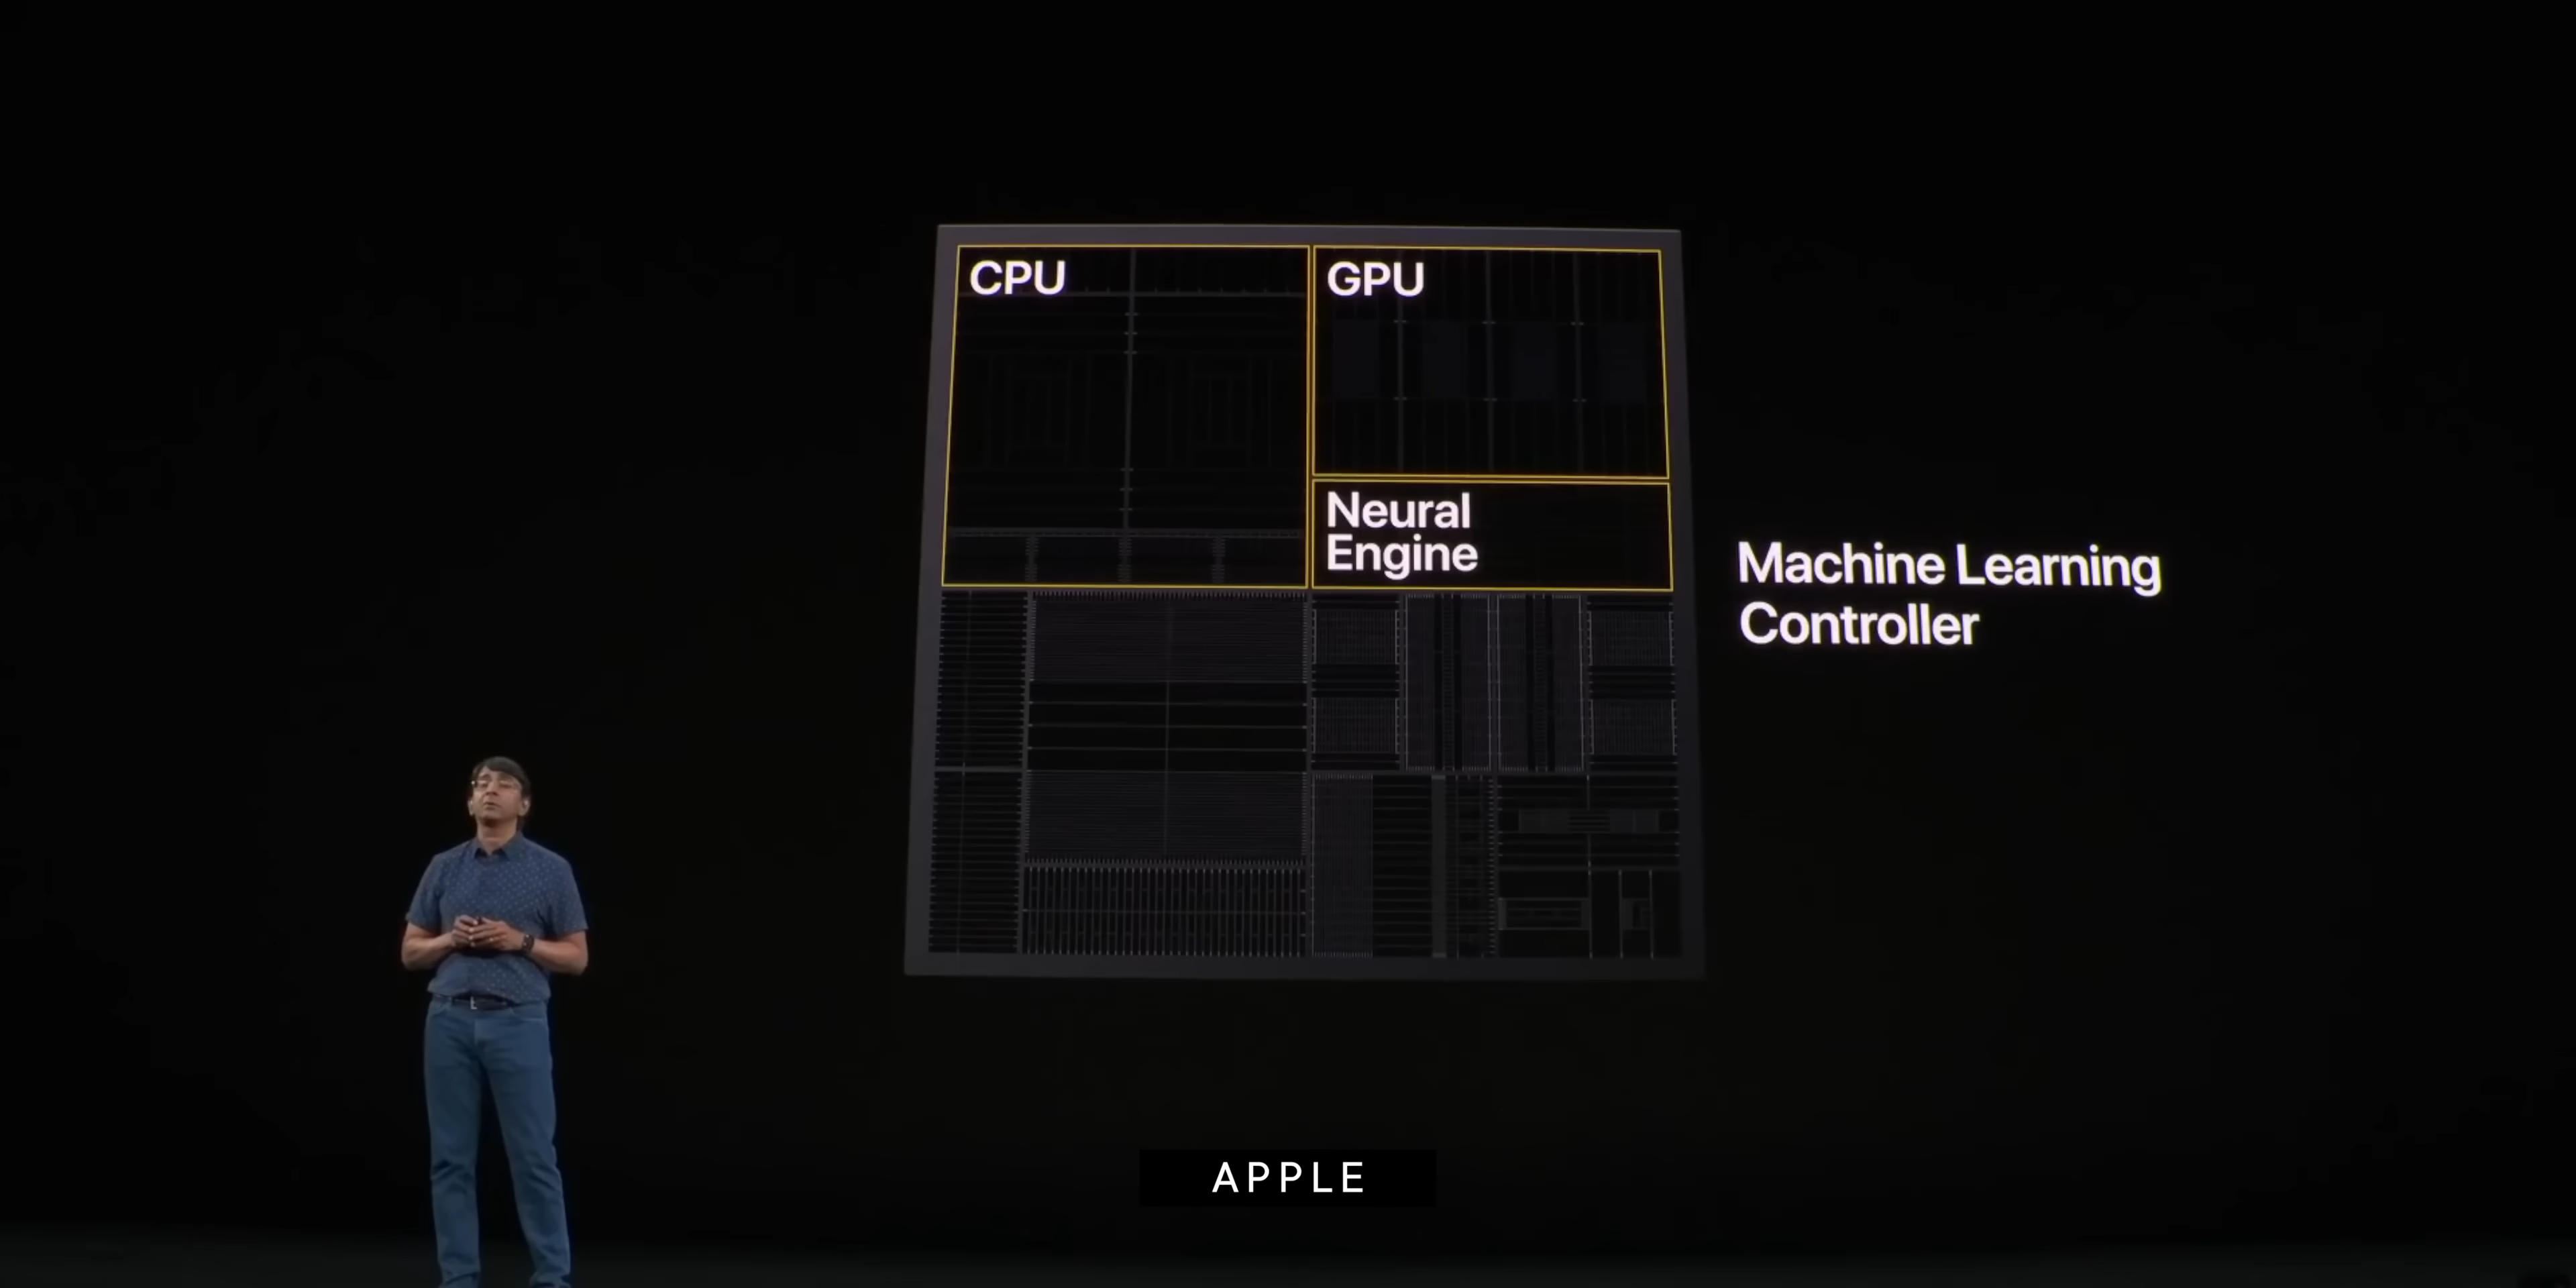 CPU
GPU
Neural
Engine
Machine Learning
Controller
APPLE